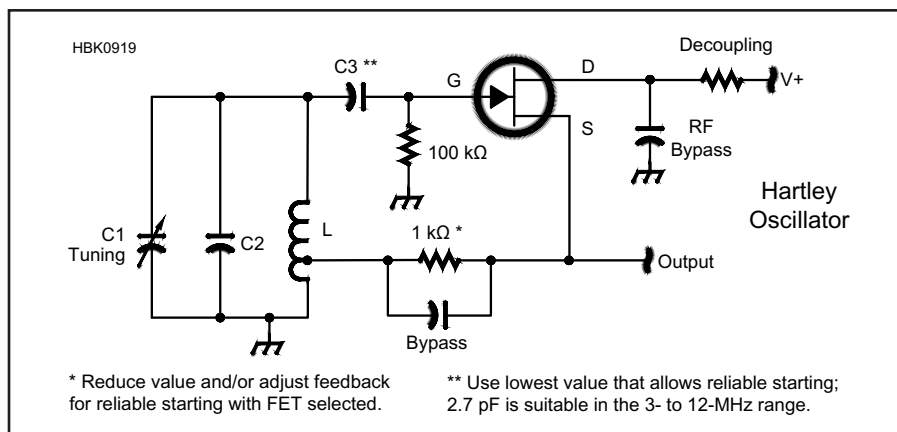 HBK0919
C3 **
G
D
Decoupling
V+
S
RF
Bypass
100 kΩ
Hartley
Oscillator
C1
Tuning
C2
L
1 kΩ *
Output
Bypass
* Reduce value and/or adjust feedback
for reliable starting with FET selected.
** Use lowest value that allows reliable starting;
2.7 pF is suitable in the 3- to 12-MHz range.